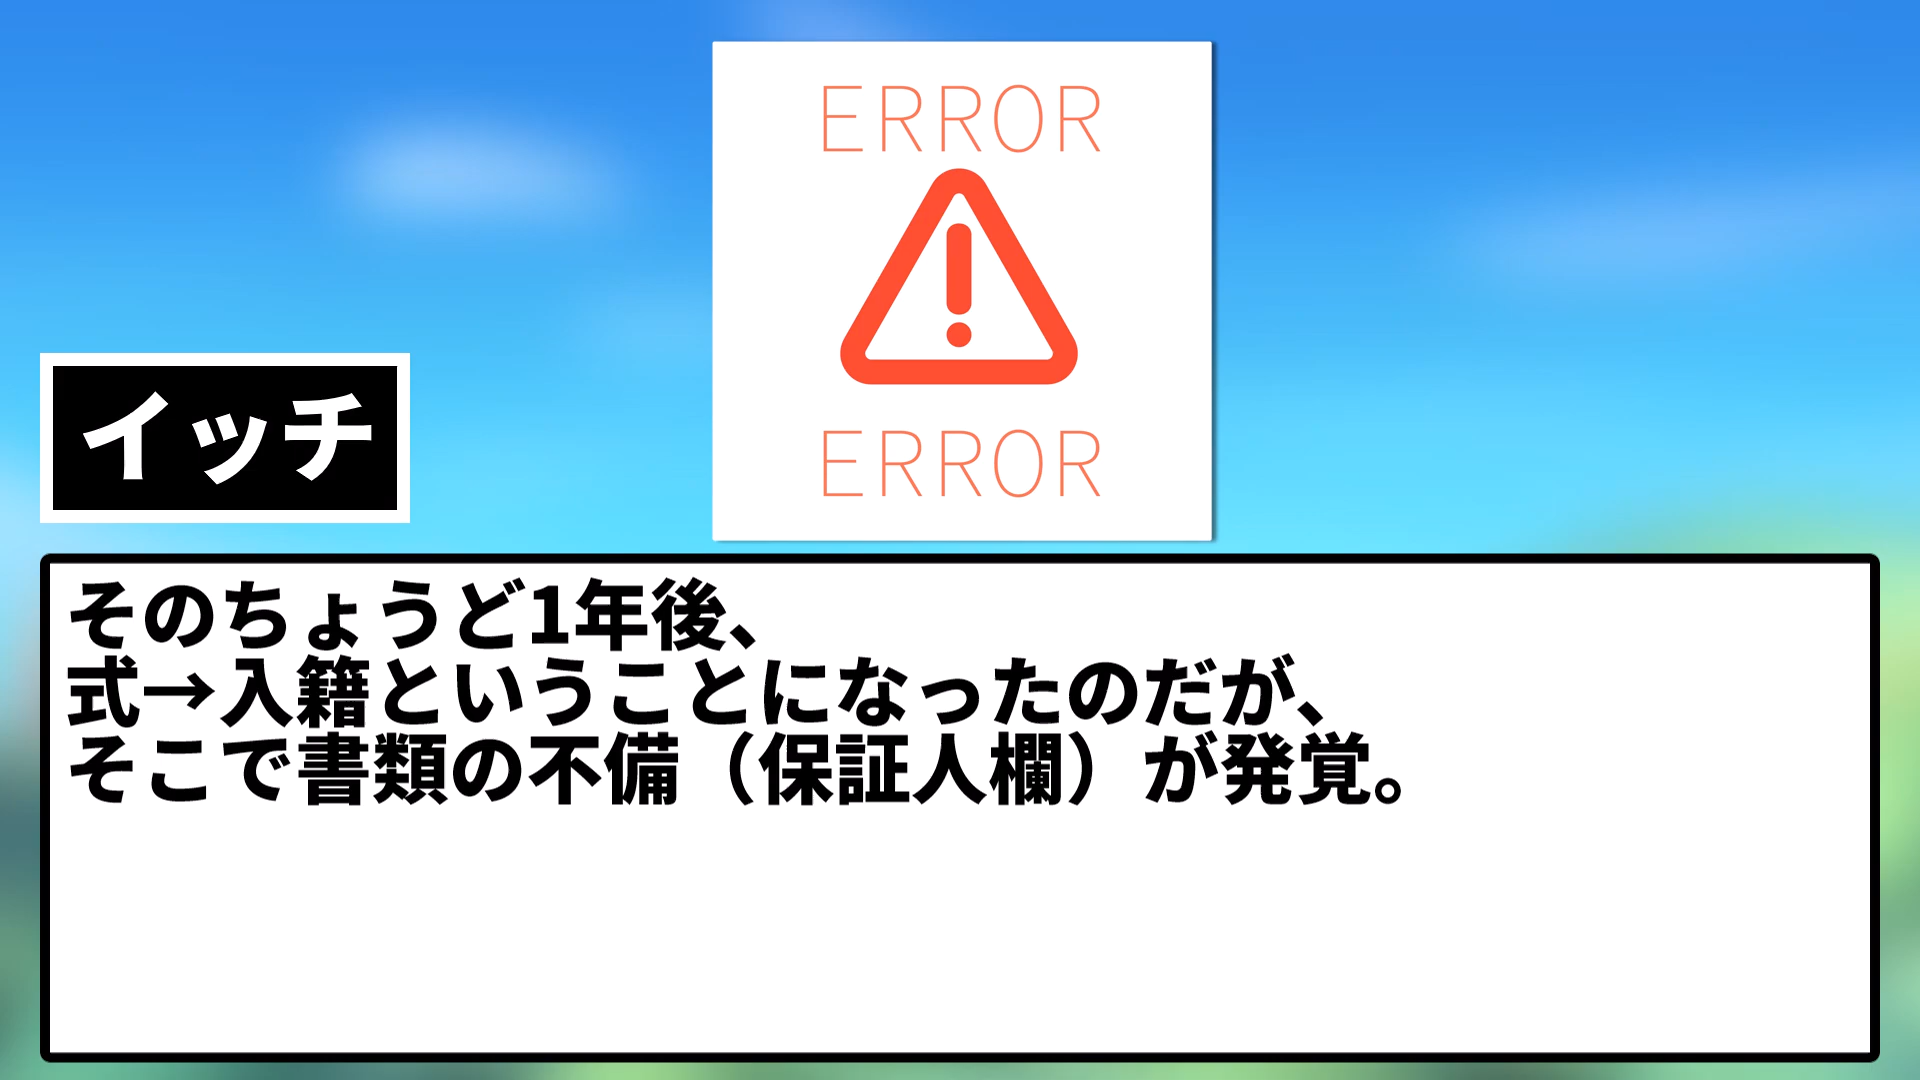 ERROR
ERROR
イッチ
そのちょうど1年後、
式→入籍ということになったのだが、
そこで書類の不備（保証人欄）が発覚。